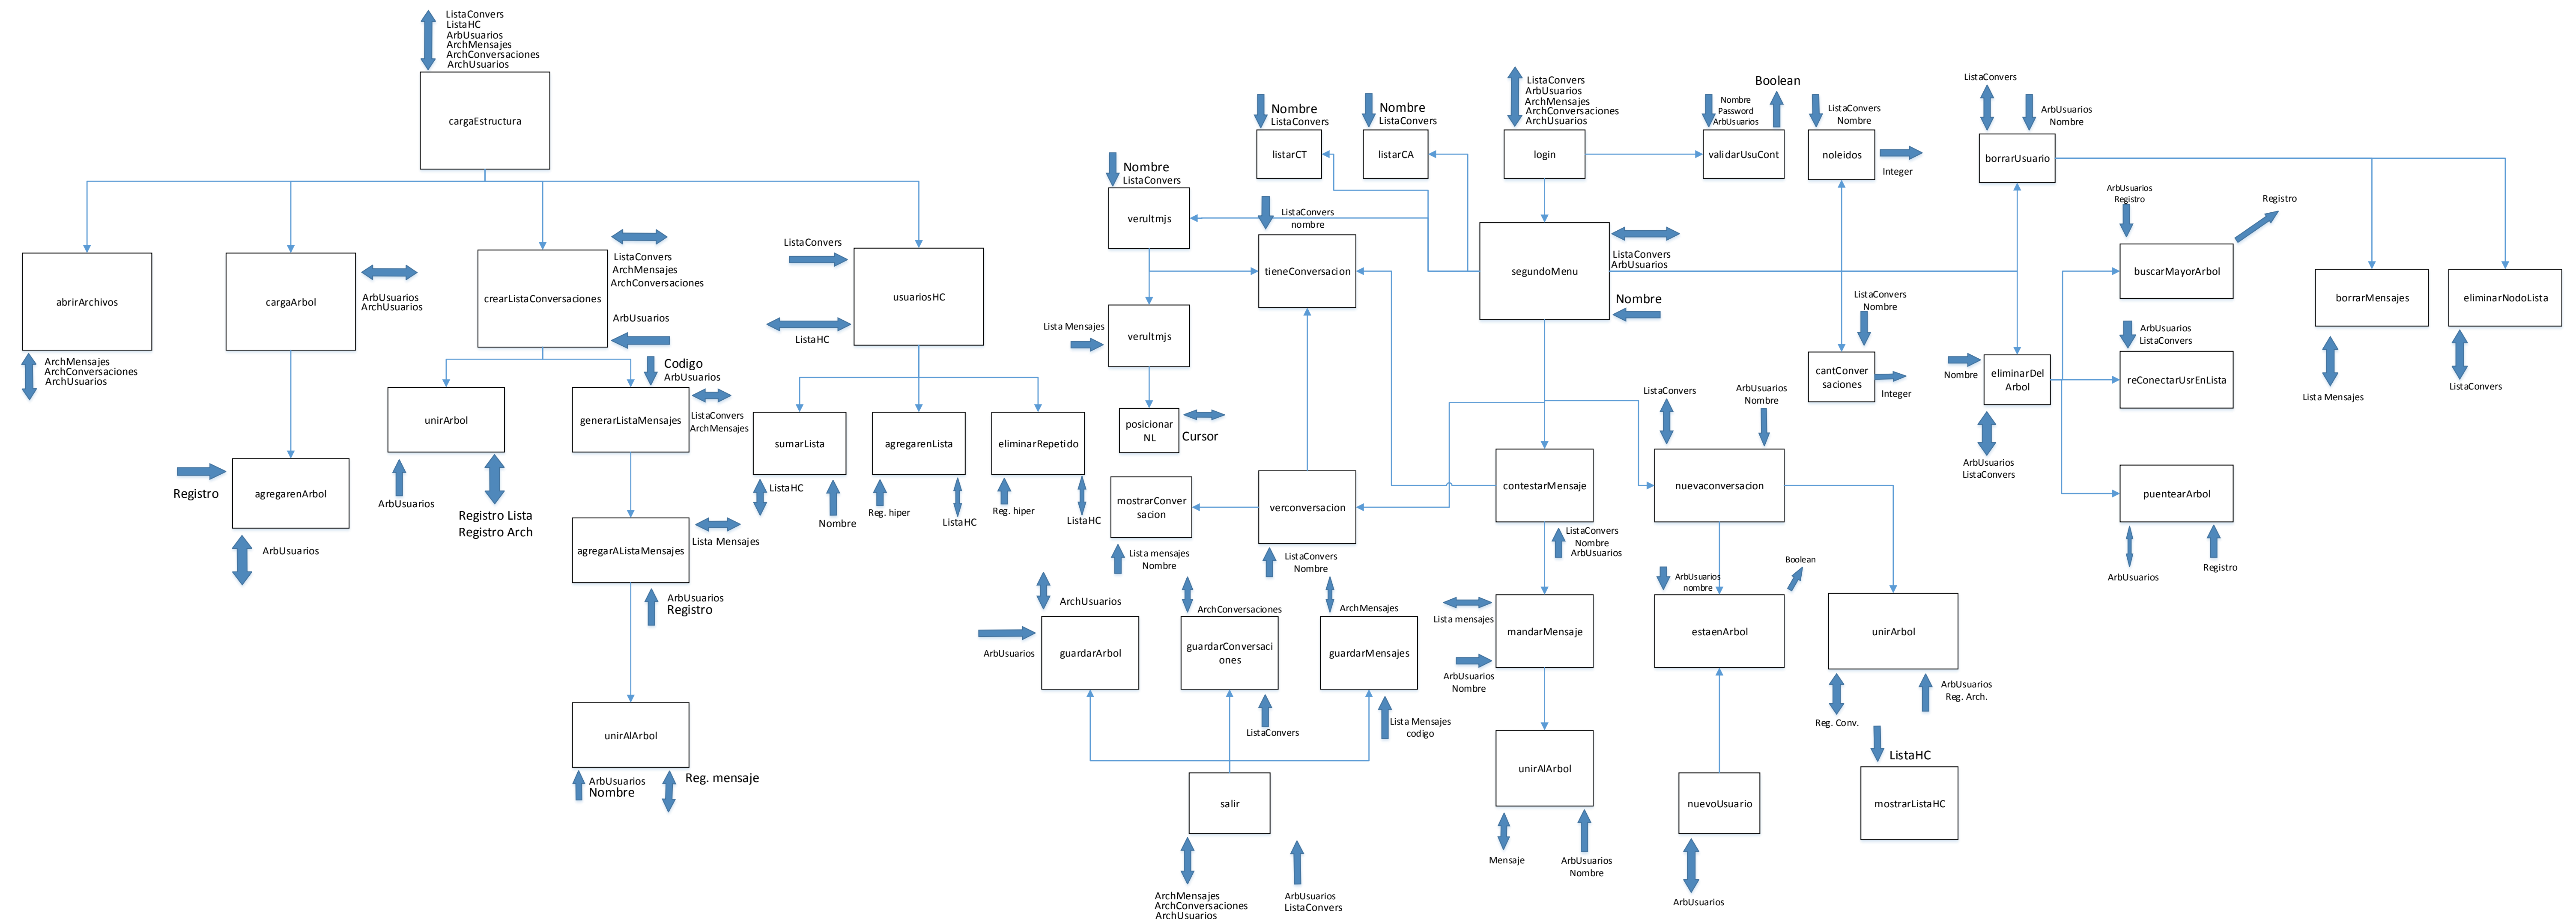 ListaConvers
ListaHC
ArbUsuarios
ArchMensajes
ArchConversaciones
ArchUsuarios
cargaEstructura
abrirArchivos
ArchMensajes
ArchConversaciones
ArchUsuarios
cargaArbol
ArbUsuarios
ArchUsuarios
agregarenArbol
Registro
ArbUsuarios
crearListaConversaciones
ListaConvers
ArchMensajes
ArchConversaciones
ArbUsuarios
unirArbol
ArbUsuarios
Registro Lista
Registro Arch
Codigo
ArbUsuarios
generarListaMensajes
ListaConvers
ArchMensajes
agregarAListaMensajes
Lista Mensajes
ArbUsuarios
Registro
unirAlArbol
ArbUsuarios
Nombre
Reg. mensaje
ListaConvers
usuariosHC
ListaHC
sumarLista
ListaHC
Nombre
agregarenLista
Reg. hiper
ListaHC
eliminarRepetido
Reg. hiper
ListaHC
Nombre
ListaConvers
verultmjs
Lista Mensajes
verultmjs
posicionar
NL
Cursor
Nombre
ListaConvers
listarCT
Nombre
ListaConvers
listarCA
ListaConvers
nombre
tieneConversacion
ListaConvers
ArbUsuarios
ArchMensajes
ArchConversaciones
ArchUsuarios
login
Nombre
Password
ArbUsuarios
Boolean
validarUsuCont
segundoMenu
ListaConvers
ArbUsuarios
Nombre
mostrarConver
sacion
Lista mensajes
Nombre
verconversacion
ListaConvers
Nombre
contestarMensaje
ListaConvers
Nombre
ArbUsuarios
mandarMensaje
Lista mensajes
ArbUsuarios
Nombre
unirAlArbol
Mensaje
ArbUsuarios
Nombre
ListaConvers
ArbUsuarios
Nombre
nuevaconversacion
ArbUsuarios
nombre
Boolean
estaenArbol
unirArbol
Reg. Conv.
ArbUsuarios
Reg. Arch.
nuevoUsuario
ArbUsuarios
ListaHC
mostrarListaHC
ArchUsuarios
ArbUsuarios
guardarArbol
ArchConversaciones
guardarConversaci
ones
ListaConvers
ArchMensajes
guardarMensajes
Lista Mensajes
codigo
salir
ArchMensajes
ArchConversaciones
ArchUsuarios
ArbUsuarios
ListaConvers
ListaConvers
Nombre
noleidos
Integer
ListaConvers
Nombre
cantConver
saciones
Integer
ListaConvers
ArbUsuarios
Nombre
borrarUsuario
Nombre
eliminarDel
Arbol
ArbUsuarios
ListaConvers
ArbUsuarios
Registro
Registro
buscarMayorArbol
ArbUsuarios
ListaConvers
reConectarUsrEnLista
puentearArbol
ArbUsuarios
Registro
borrarMensajes
Lista Mensajes
eliminarNodoLista
ListaConvers